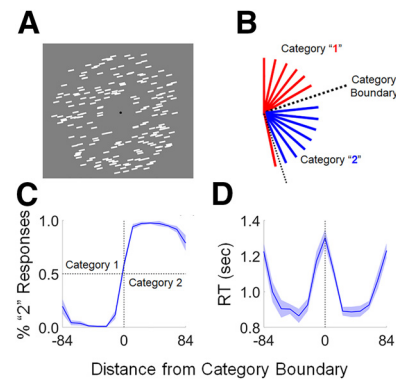 A
B
Category "1"
Category
Boundary
Category "2"
C
D
% "2" Responses
1.0
0.5
0.0
Category 1
Category 2
-84
0
84
RT (sec)
1.4
1.2
1.0
0.8
-84
0
84
Distance from Category Boundary